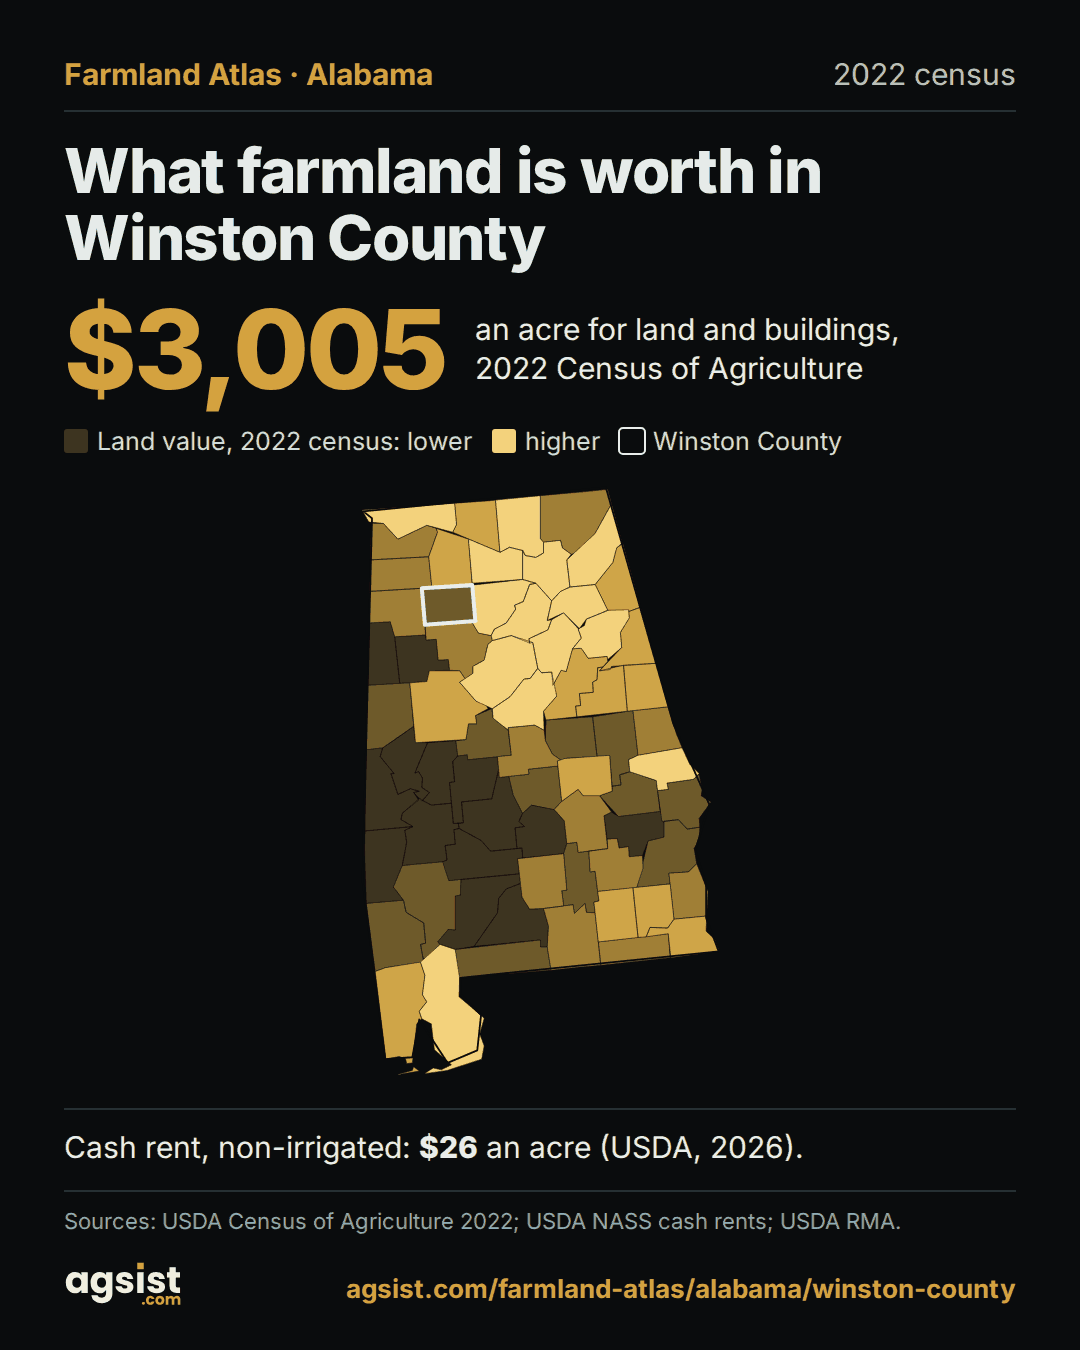 Farmland Atlas · Alabama
2022 census
What farmland is worth in
Winston County
$3,005
an acre for land and buildings,
2022 Census of Agriculture
Land value, 2022 census: lower
higher
Winston County
Cash rent, non-irrigated: $26 an acre (USDA, 2026).
Sources: USDA Census of Agriculture 2022; USDA NASS cash rents; USDA RMA.
agsist
.com
agsist.com/farmland-atlas/alabama/winston-county